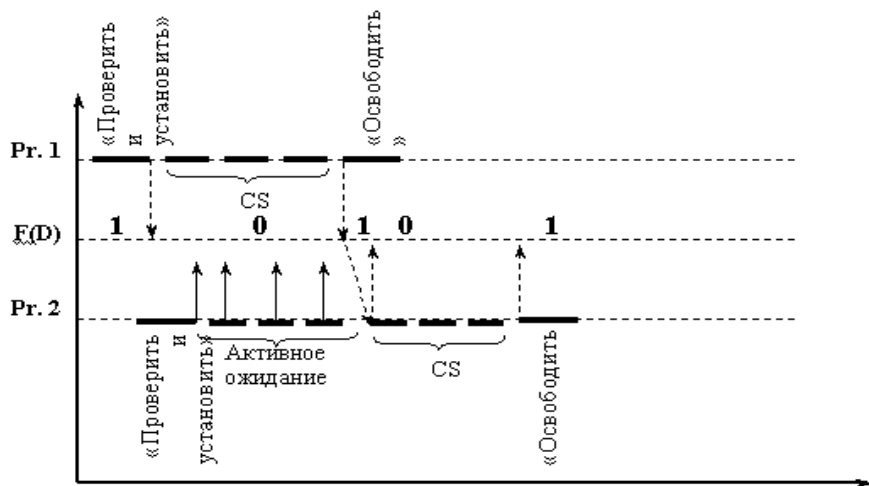 «Проверить
и
установить»
«Освободить
»
Pr. 1
CS
F(D)
1 0 1 0 1
Pr. 2
«Проверить
и
установить»
Активное
ожидание
CS
«Освободить